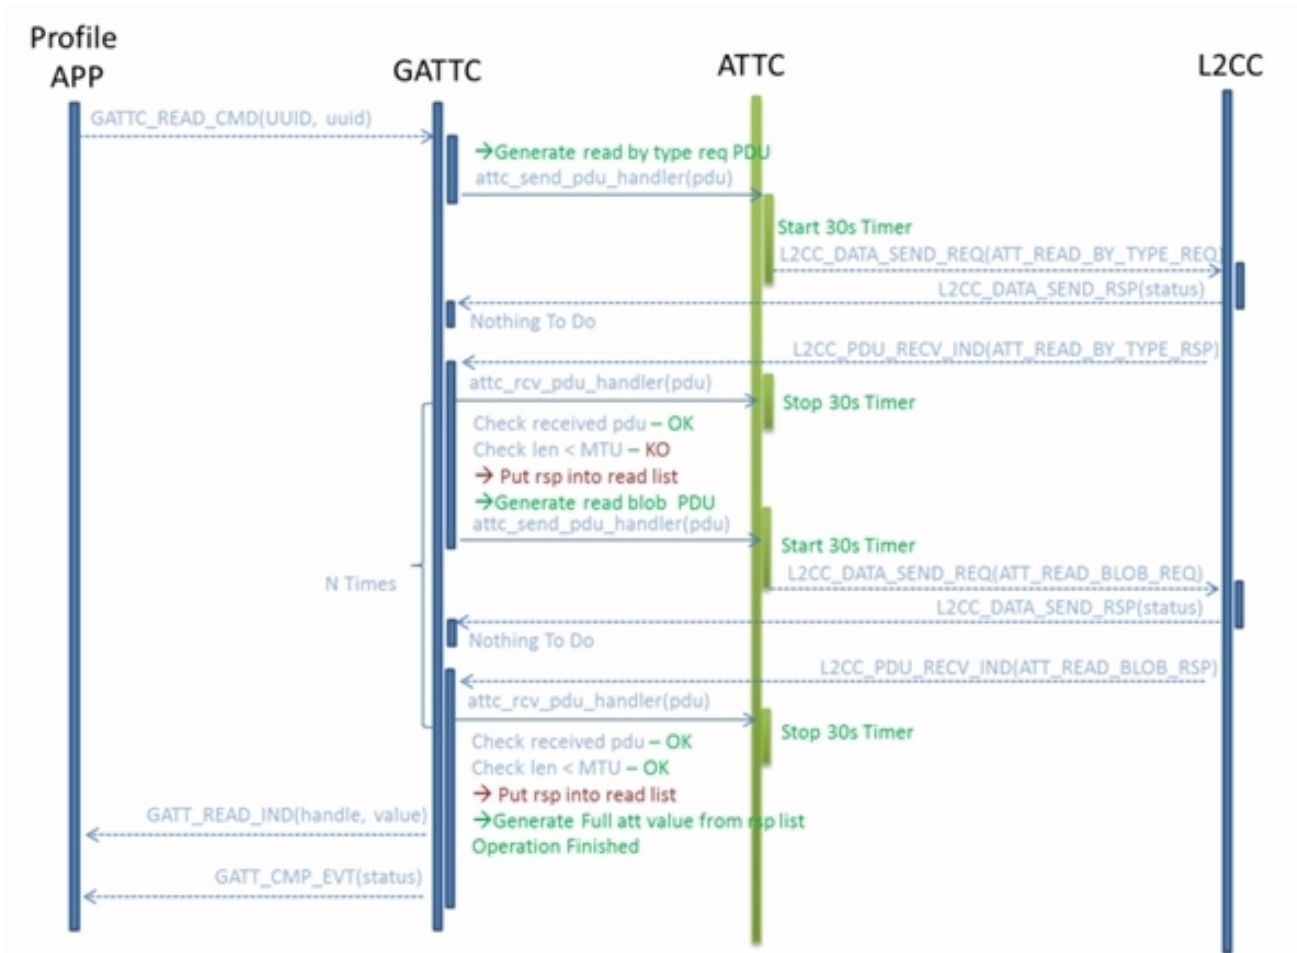 Profile
APP
GATTC
ATTC
L2CC
GATTC_READ_CMD(UUID, uuid)
→Generate read by type req PDU
attc_send_pdu_handler(pdu)
Start 30s Timer
L2CC_DATA_SEND_REQ(ATT_READ_BY_TYPE_REQ)
L2CC_DATA_SEND_RSP(status)
Nothing To Do
L2CC_PDU_RECV_IND(ATT_READ_BY_TYPE_RSP)
attc_rcv_pdu_handler(pdu)
Stop 30s Timer
Check received pdu – OK
Check len < MTU – KO
→ Put rsp into read list
→Generate read blob PDU
attc_send_pdu_handler(pdu)
Start 30s Timer
L2CC_DATA_SEND_REQ(ATT_READ_BLOB_REQ)
N Times
L2CC_DATA_SEND_RSP(status)
Nothing To Do
L2CC_PDU_RECV_IND(ATT_READ_BLOB_RSP)
attc_rcv_pdu_handler(pdu)
Stop 30s Timer
Check received pdu – OK
Check len < MTU – OK
→ Put rsp into read list
GATT_READ_IND(handle, value)
→Generate Full att value from rsp list
Operation Finished
GATT_CMP_EVT(status)